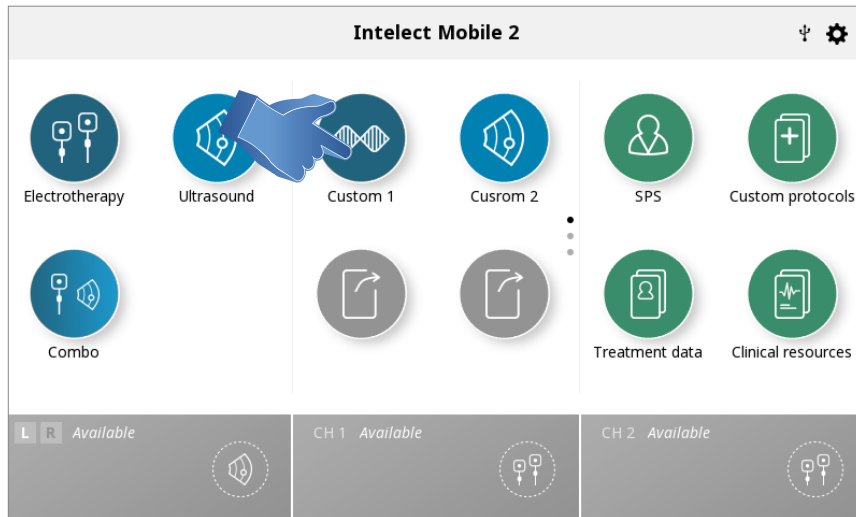 Intelect Mobile 2
Electrotherapy
Ultrasound
Custom 1
Cusrom 2
SPS
Custom protocols
Combo
Treatment data
Clinical resources
L R Available
CH 1 Available
CH 2 Available